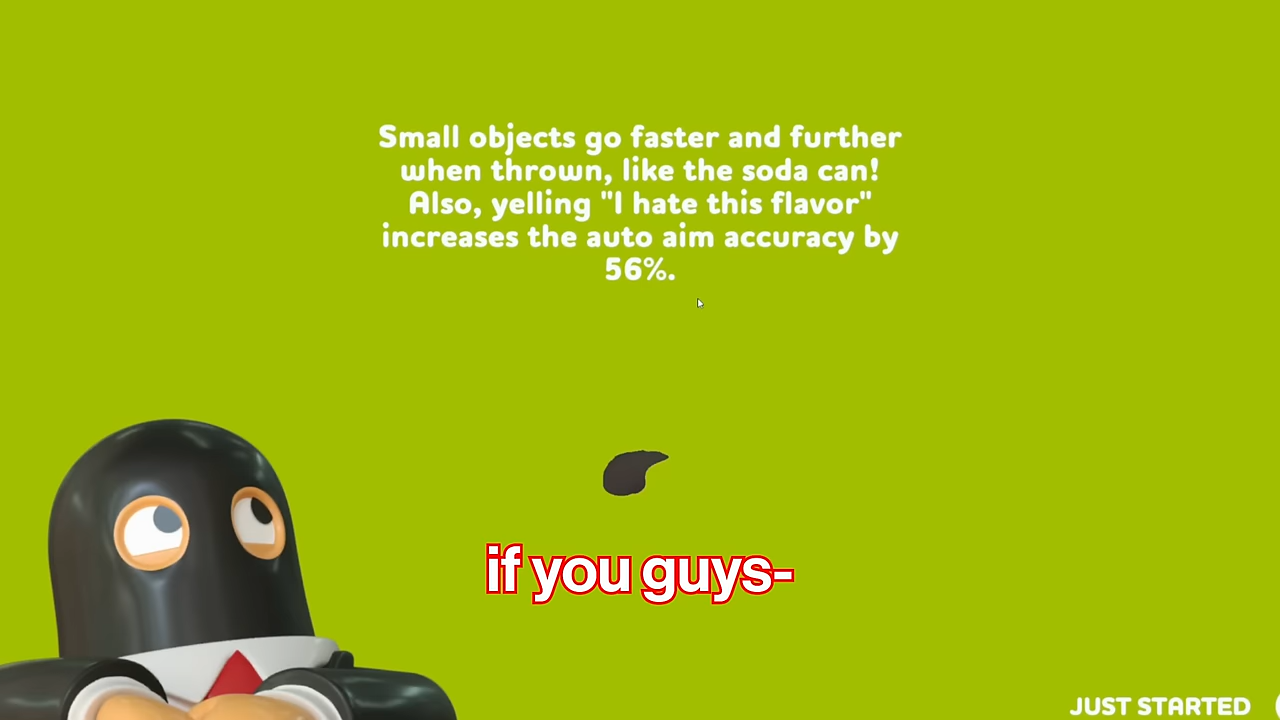 Small objects go faster and further
when thrown, like the soda can!
Also, yelling "I hate this flavor"
increases the auto aim accuracy by
56%.
if you guys-
JUST STARTED